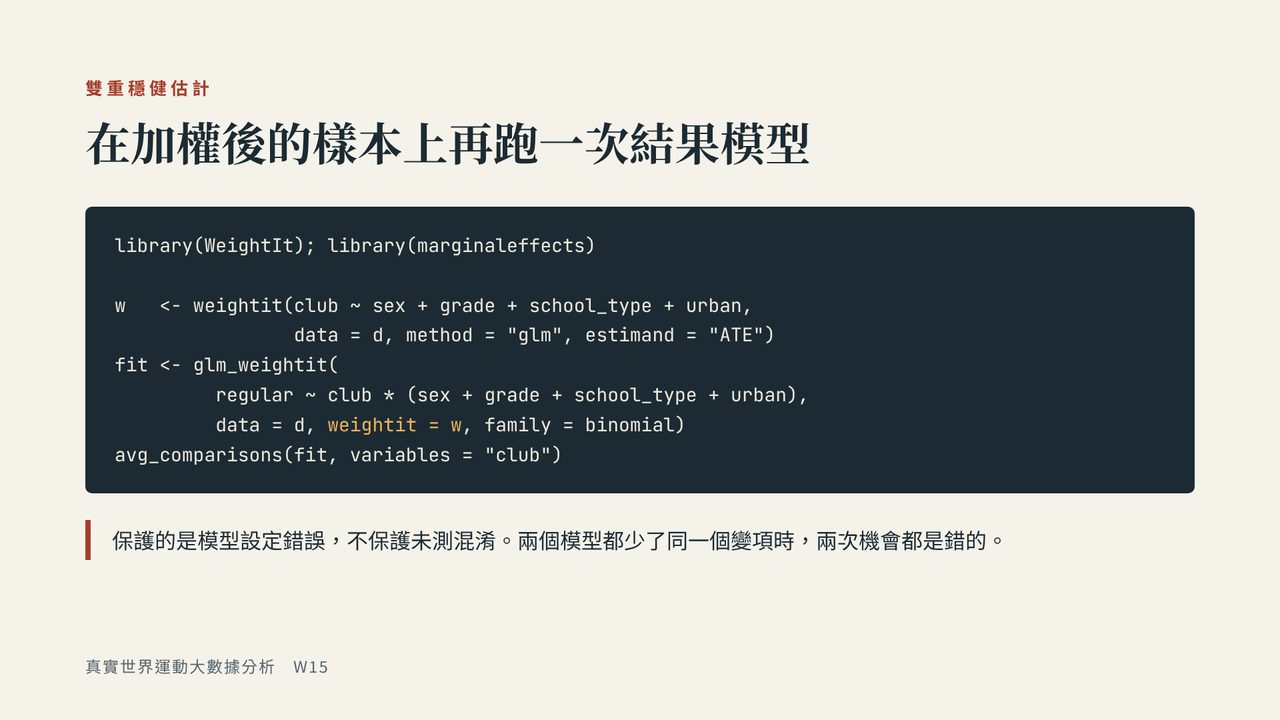 雙重穩健估計
在加權後的樣本上再跑一次結果模型
library(WeightIt); library(marginaleffects)
w   <- weightit(club ~ sex + grade + school_type + urban,
                data = d, method = "glm", estimand = "ATE")
fit <- glm_weightit(
         regular ~ club * (sex + grade + school_type + urban),
         data = d, weightit = w, family = binomial)
avg_comparisons(fit, variables = "club")
保護的是模型設定錯誤，不保護未測混淆。兩個模型都少了同一個變項時，兩次機會都是錯的。
真實世界運動大數據分析　W15